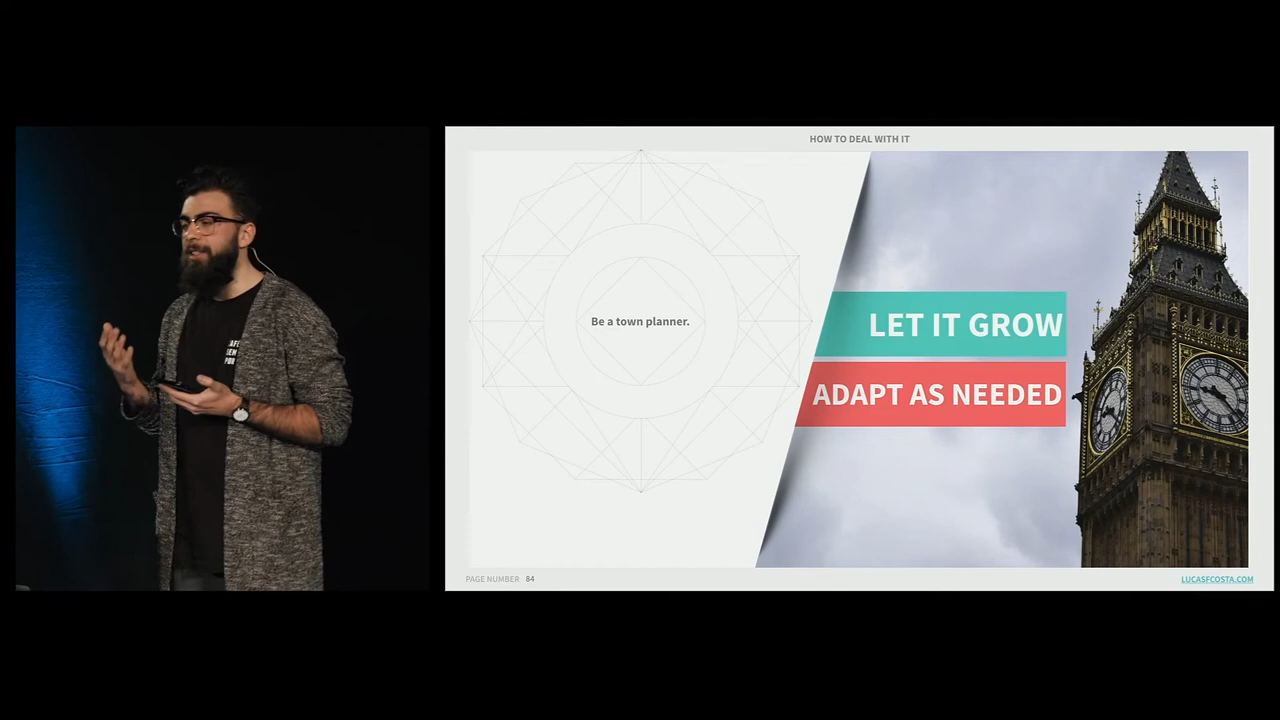 HOW TO DEAL WITH IT
Be a town planner.
LET IT GROW
ADAPT AS NEEDED
PAGE NUMBER 84
LUCASFCOSTA.COM